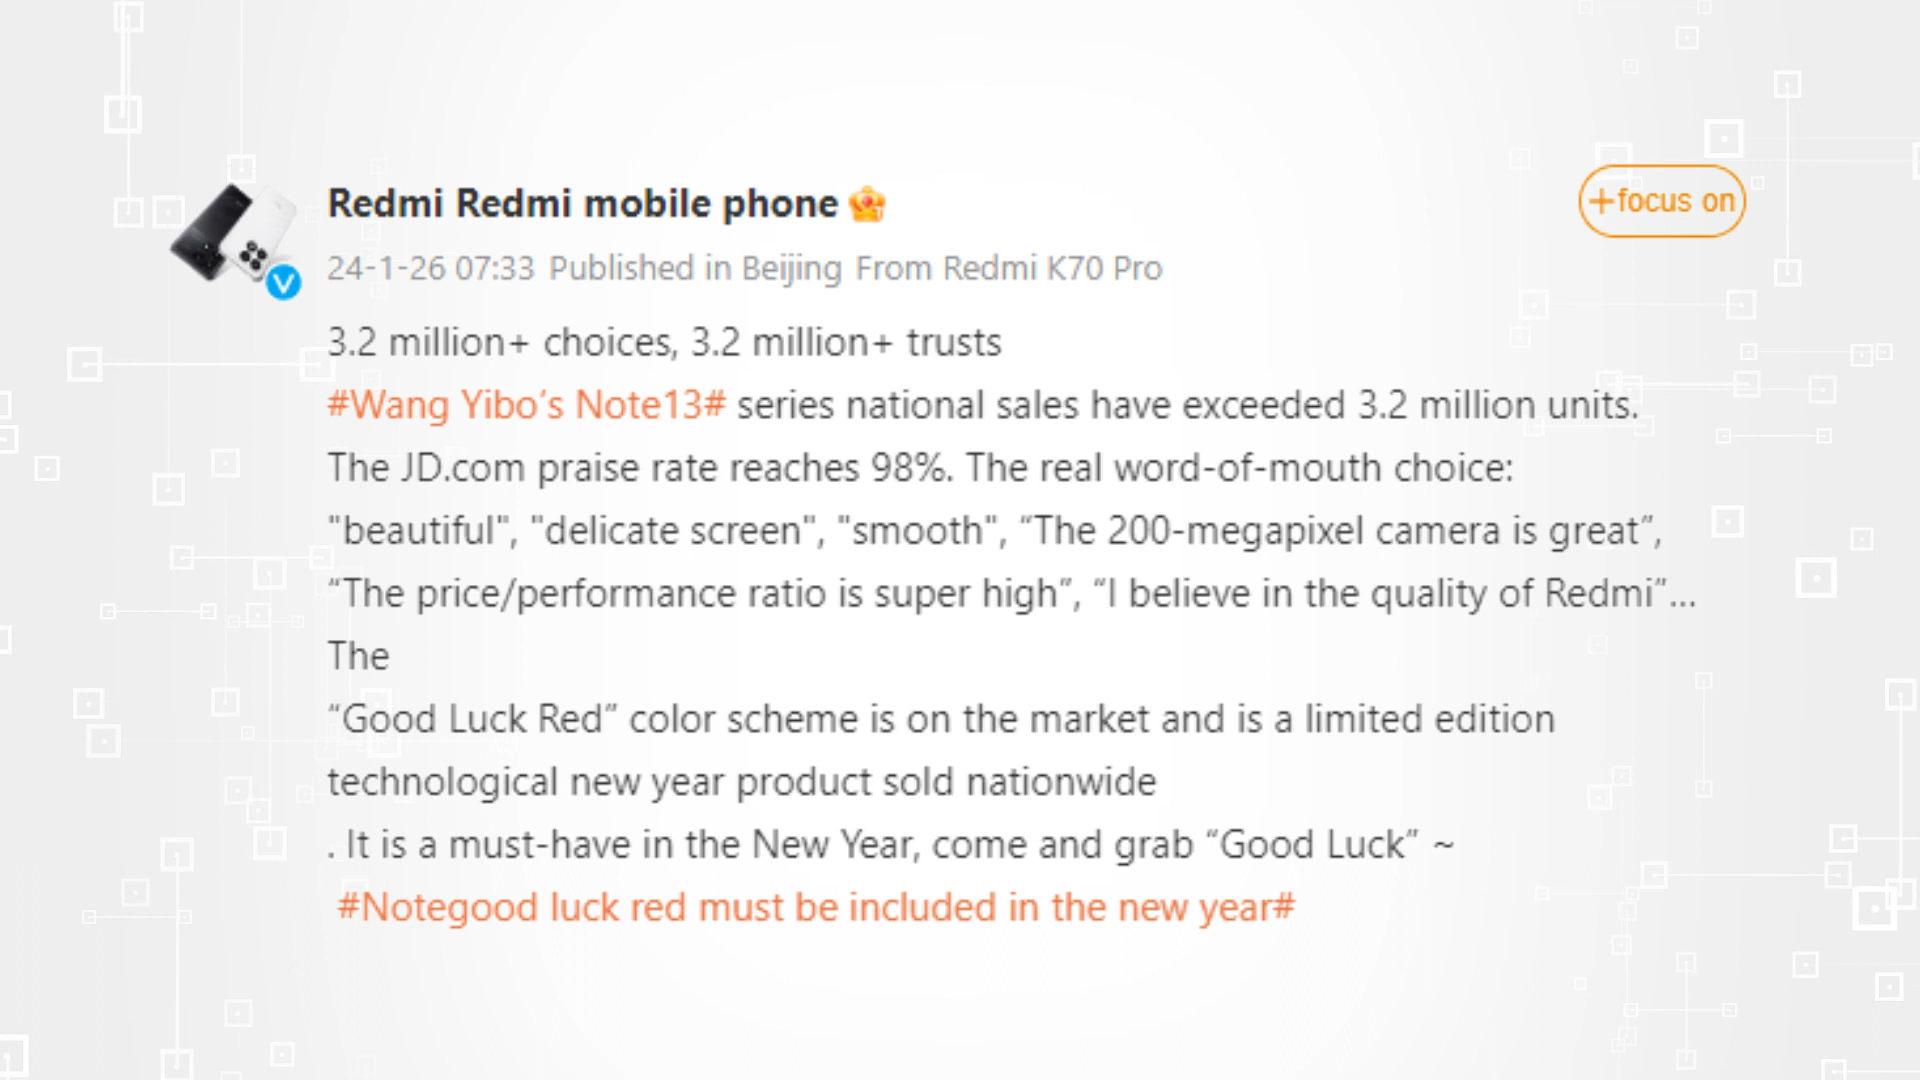 Redmi Redmi mobile phone
+focus on
24-1-26 07:33 Published in Beijing From Redmi K70 Pro
3.2 million+ choices, 3.2 million+ trusts
#Wang Yibo’s Note13# series national sales have exceeded 3.2 million units.
The JD.com praise rate reaches 98%. The real word-of-mouth choice:
"beautiful", "delicate screen", "smooth", “The 200-megapixel camera is great”,
“The price/performance ratio is super high”, “I believe in the quality of Redmi”...
The
“Good Luck Red” color scheme is on the market and is a limited edition
technological new year product sold nationwide
. It is a must-have in the New Year, come and grab “Good Luck” ~
#Notegood luck red must be included in the new year#